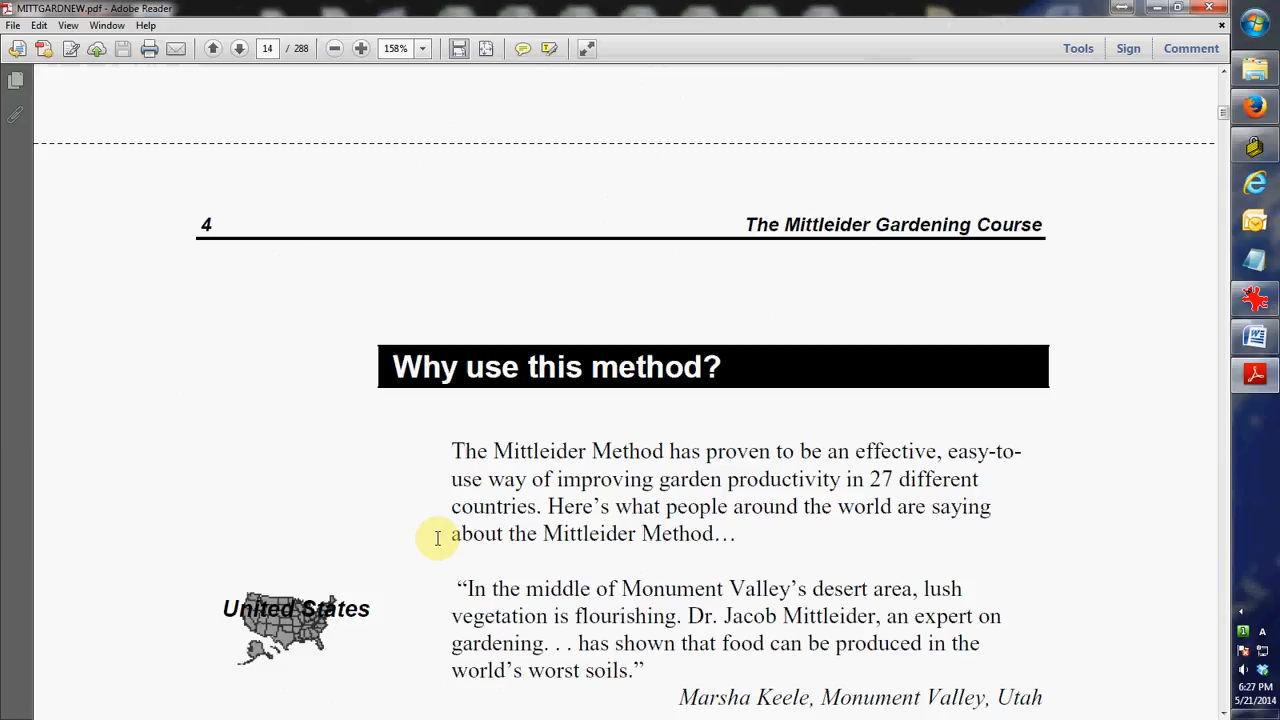 MITTGARDNEW.pdf - Adobe Reader
File Edit View Window Help
14 / 288 158% Tools Sign Comment
4 The Mittleider Gardening Course
Why use this method?
The Mittleider Method has proven to be an effective, easy-to-
use way of improving garden productivity in 27 different
countries. Here’s what people around the world are saying
about the Mittleider Method…
United States
“In the middle of Monument Valley’s desert area, lush
vegetation is flourishing. Dr. Jacob Mittleider, an expert on
gardening. . . has shown that food can be produced in the
world’s worst soils.”
Marsha Keele, Monument Valley, Utah
6:27 PM
5/21/2014